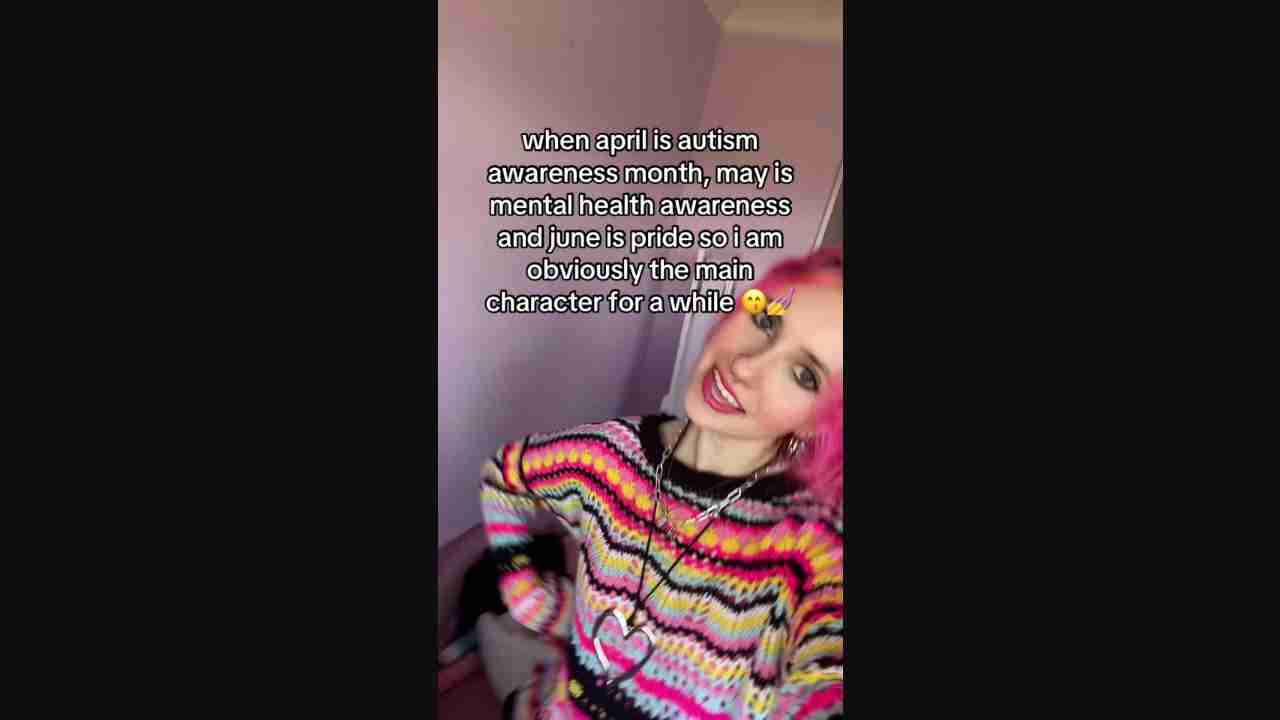 when april is autism
awareness month, may is
mental health awareness
and june is pride so i am
obviously the main
character for a while 🤭💅